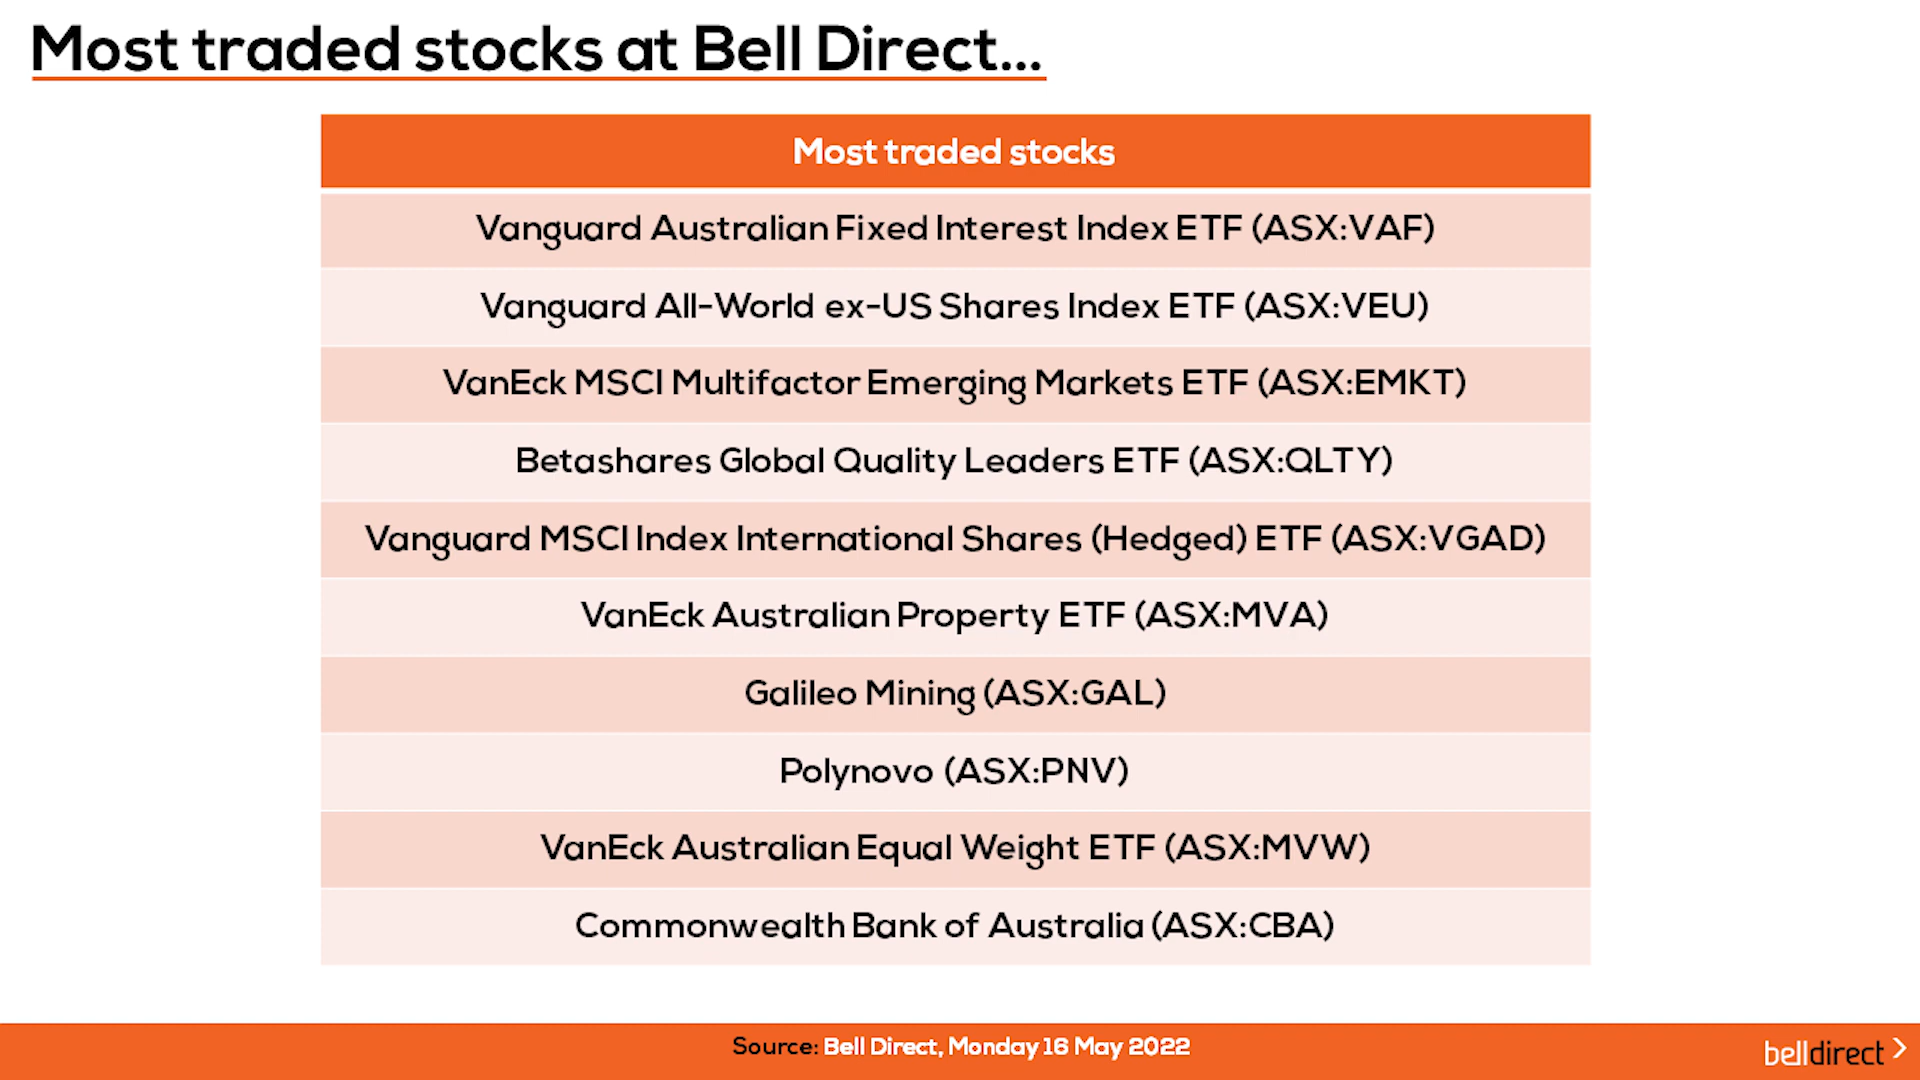 Most traded stocks at Bell Direct...
Most traded stocks
Vanguard Australian Fixed Interest Index ETF (ASX:VAF)
Vanguard All-World ex-US Shares Index ETF (ASX:VEU)
VanEck MSCI Multifactor Emerging Markets ETF (ASX:EMKT)
Betashares Global Quality Leaders ETF (ASX:QLTY)
Vanguard MSCI Index International Shares (Hedged) ETF (ASX:VGAD)
VanEck Australian Property ETF (ASX:MVA)
Galileo Mining (ASX:GAL)
Polynovo (ASX:PNV)
VanEck Australian Equal Weight ETF (ASX:MVW)
Commonwealth Bank of Australia (ASX:CBA)
Source: Bell Direct, Monday 16 May 2022
belldirect